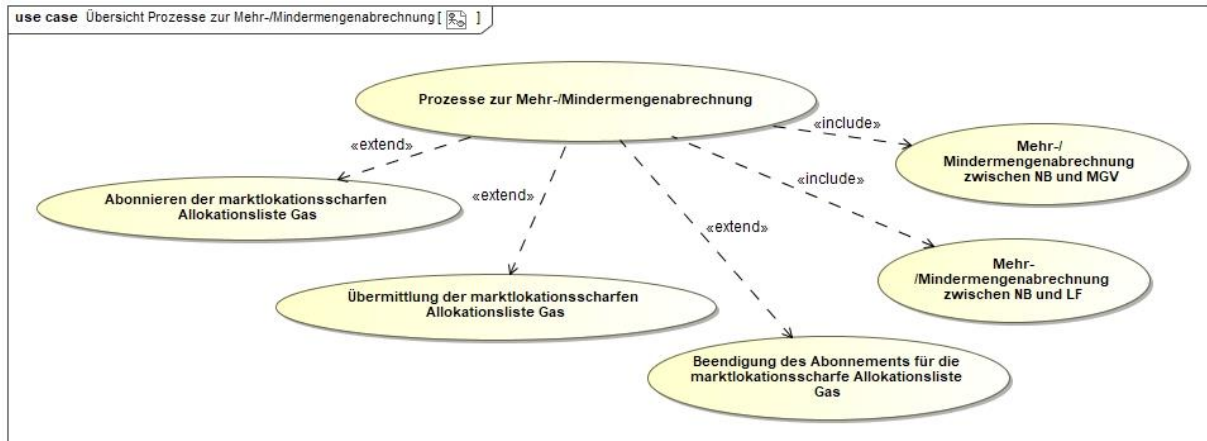 use case Übersicht Prozesse zur Mehr-/Mindermengenabrechnung [ ]
Prozesse zur Mehr-/Mindermengenabrechnung
«include»
Mehr-/
Mindermengenabrechnung
zwischen NB und MGV
«extend»
Abonnieren der marktlokationsscharfen
Allokationsliste Gas
«extend»
«include»
«extend»
Mehr-
/Mindermengenabrechnung
zwischen NB und LF
Übermittlung der marktlokationsscharfen
Allokationsliste Gas
Beendigung des Abonnements für die
marktlokationsscharfe Allokationsliste
Gas